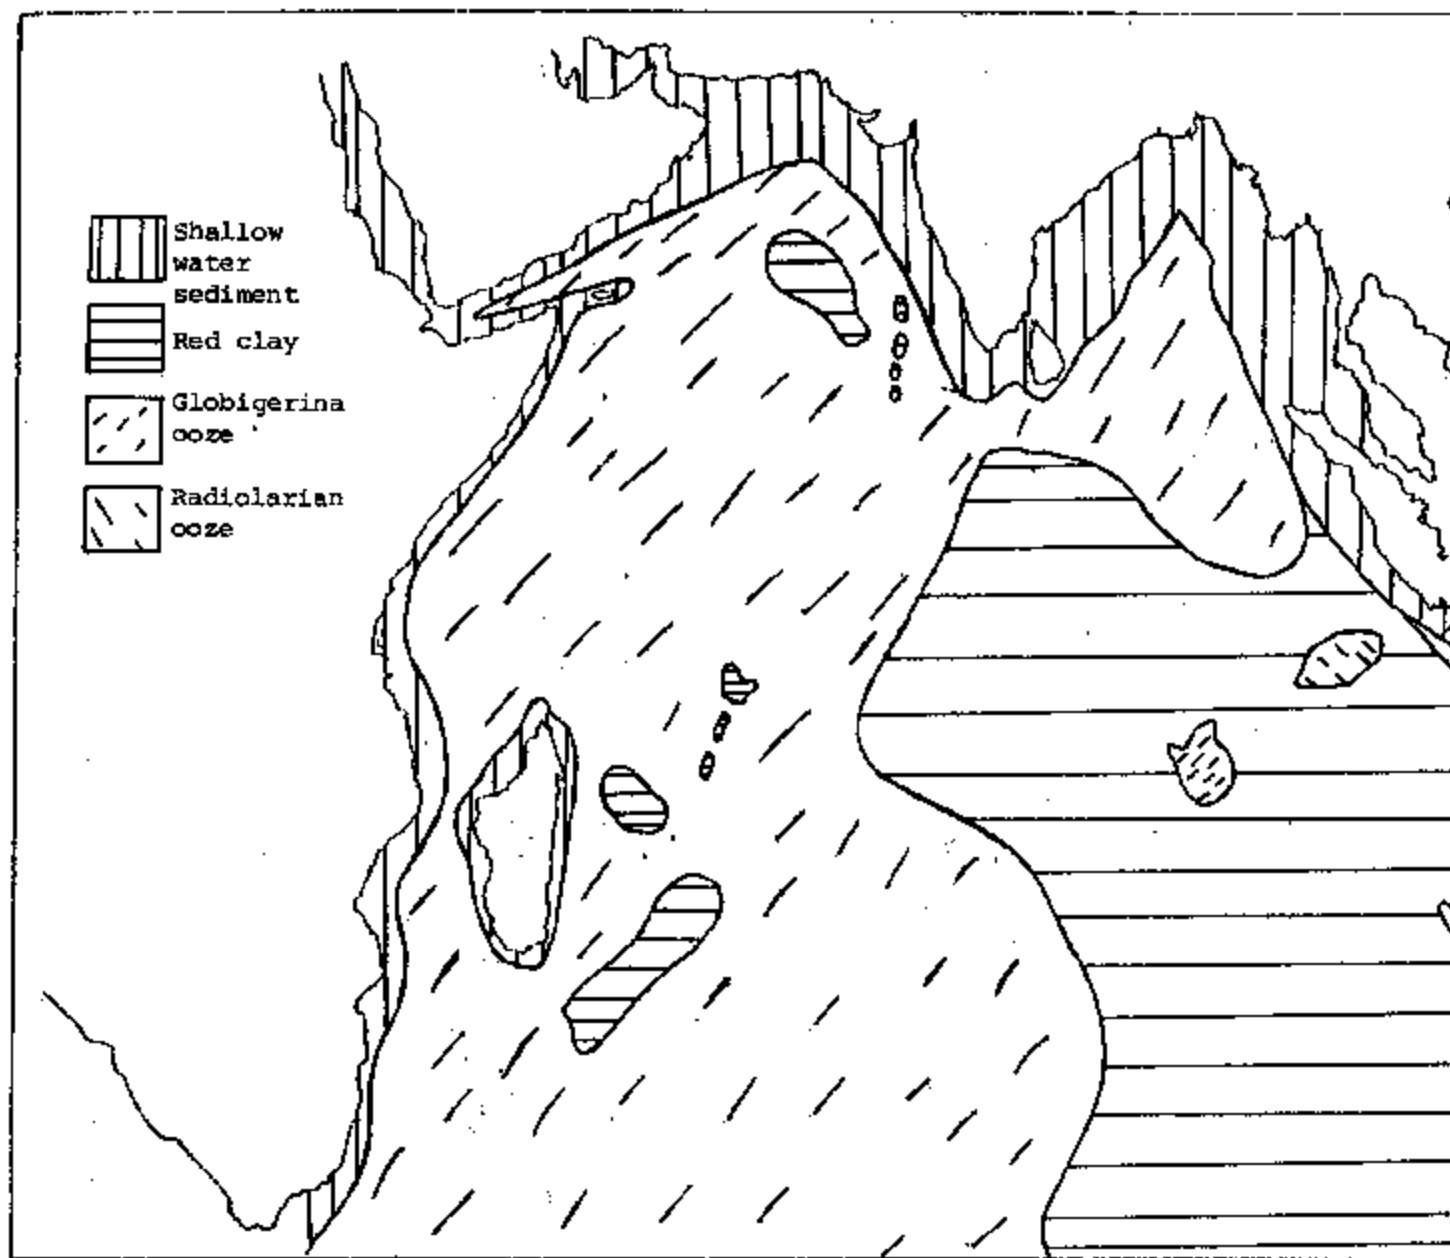 Shallow
water
sediment
Red clay
Globigerina
ooze
Radiolarian
ooze